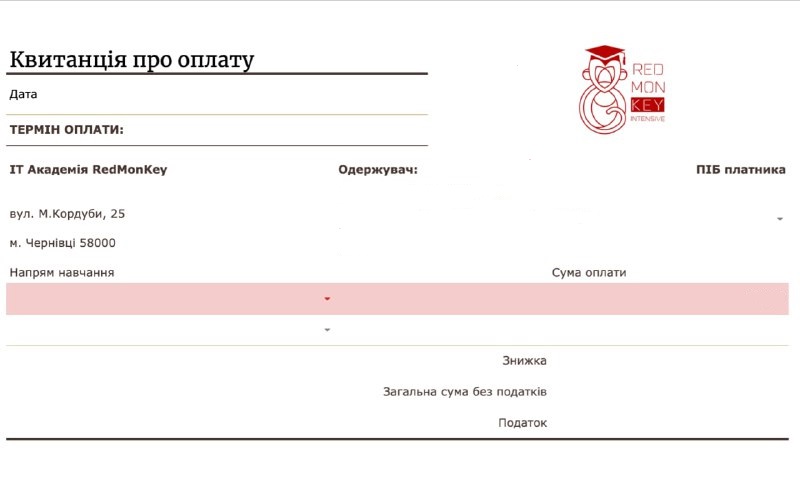 Квитанція про оплату
RED
MON
KEY
INTENSIVE
Дата
ТЕРМІН ОПЛАТИ:
ІТ Академія RedMonKey Одержувач: ПІБ платника
вул. М.Кордуби, 25
м. Чернівці 58000
Напрям навчання Сума оплати
Знижка
Загальна сума без податків
Податок